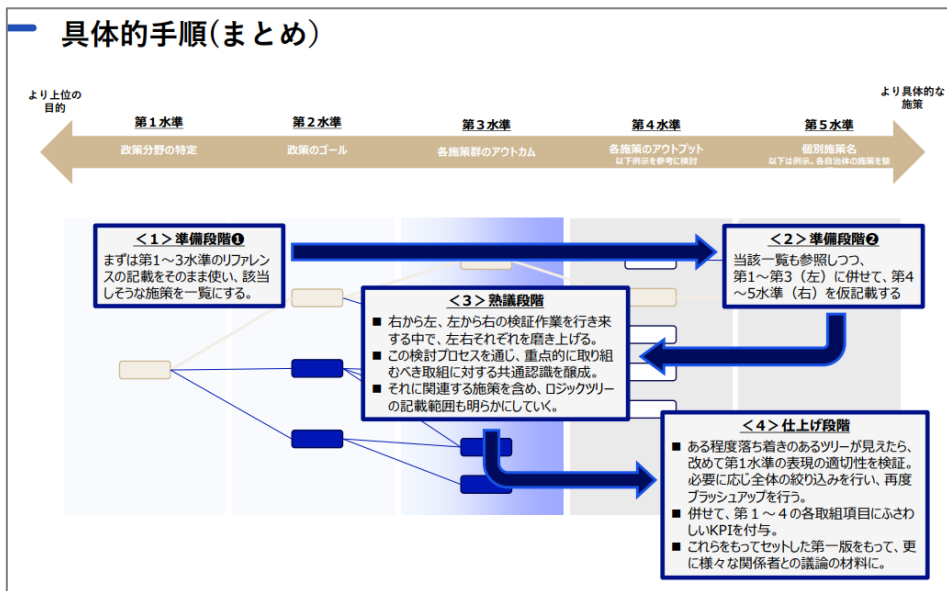 具体的手順(まとめ)
より上位の
目的
より具体的な
施策
第1水準
第2水準
第3水準
第4水準
第5水準
政策分野の特定
政策のゴール
各施策群のアウトカム
各施策のアウトプット
以下例示を参考に検討
個別施策名
以下は例示。各自治体の施策を整
＜1＞準備段階❶
まずは第1～3水準のリファレ
ンスの記載をそのまま使い、該当
しそうな施策を一覧にする。
＜2＞準備段階❷
当該一覧も参照しつつ、
第1～第3（左）に併せて、第4
～5水準（右）を仮記載する
＜3＞熟議段階
■ 右から左、左から右の検証作業を行き来
する中で、左右それぞれを磨き上げる。
■ この検討プロセスを通じ、重点的に取り組
むべき取組に対する共通認識を醸成。
■ それに関連する施策を含め、ロジックツリー
の記載範囲も明らかにしていく。
＜4＞仕上げ段階
■ ある程度落ち着きのあるツリーが見えたら、
改めて第1水準の表現の適切性を検証。
必要に応じ全体の絞り込みを行い、再度
ブラッシュアップを行う。
■ 併せて、第１～４の各取組項目にふさわ
しいKPIを付与。
■ これらをもってセットした第一版をもって、更
に様々な関係者との議論の材料に。